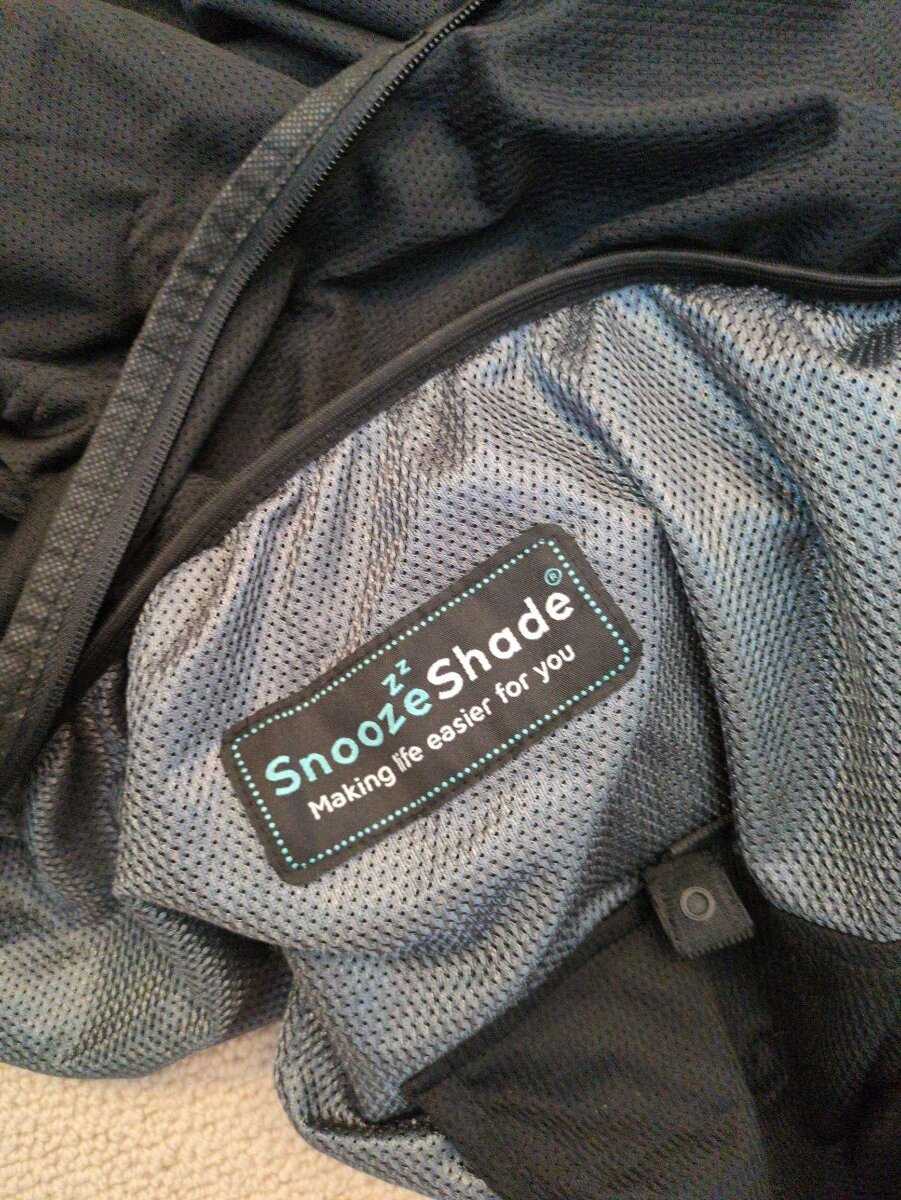 SnoozeShade®
zz
Making life easier for you